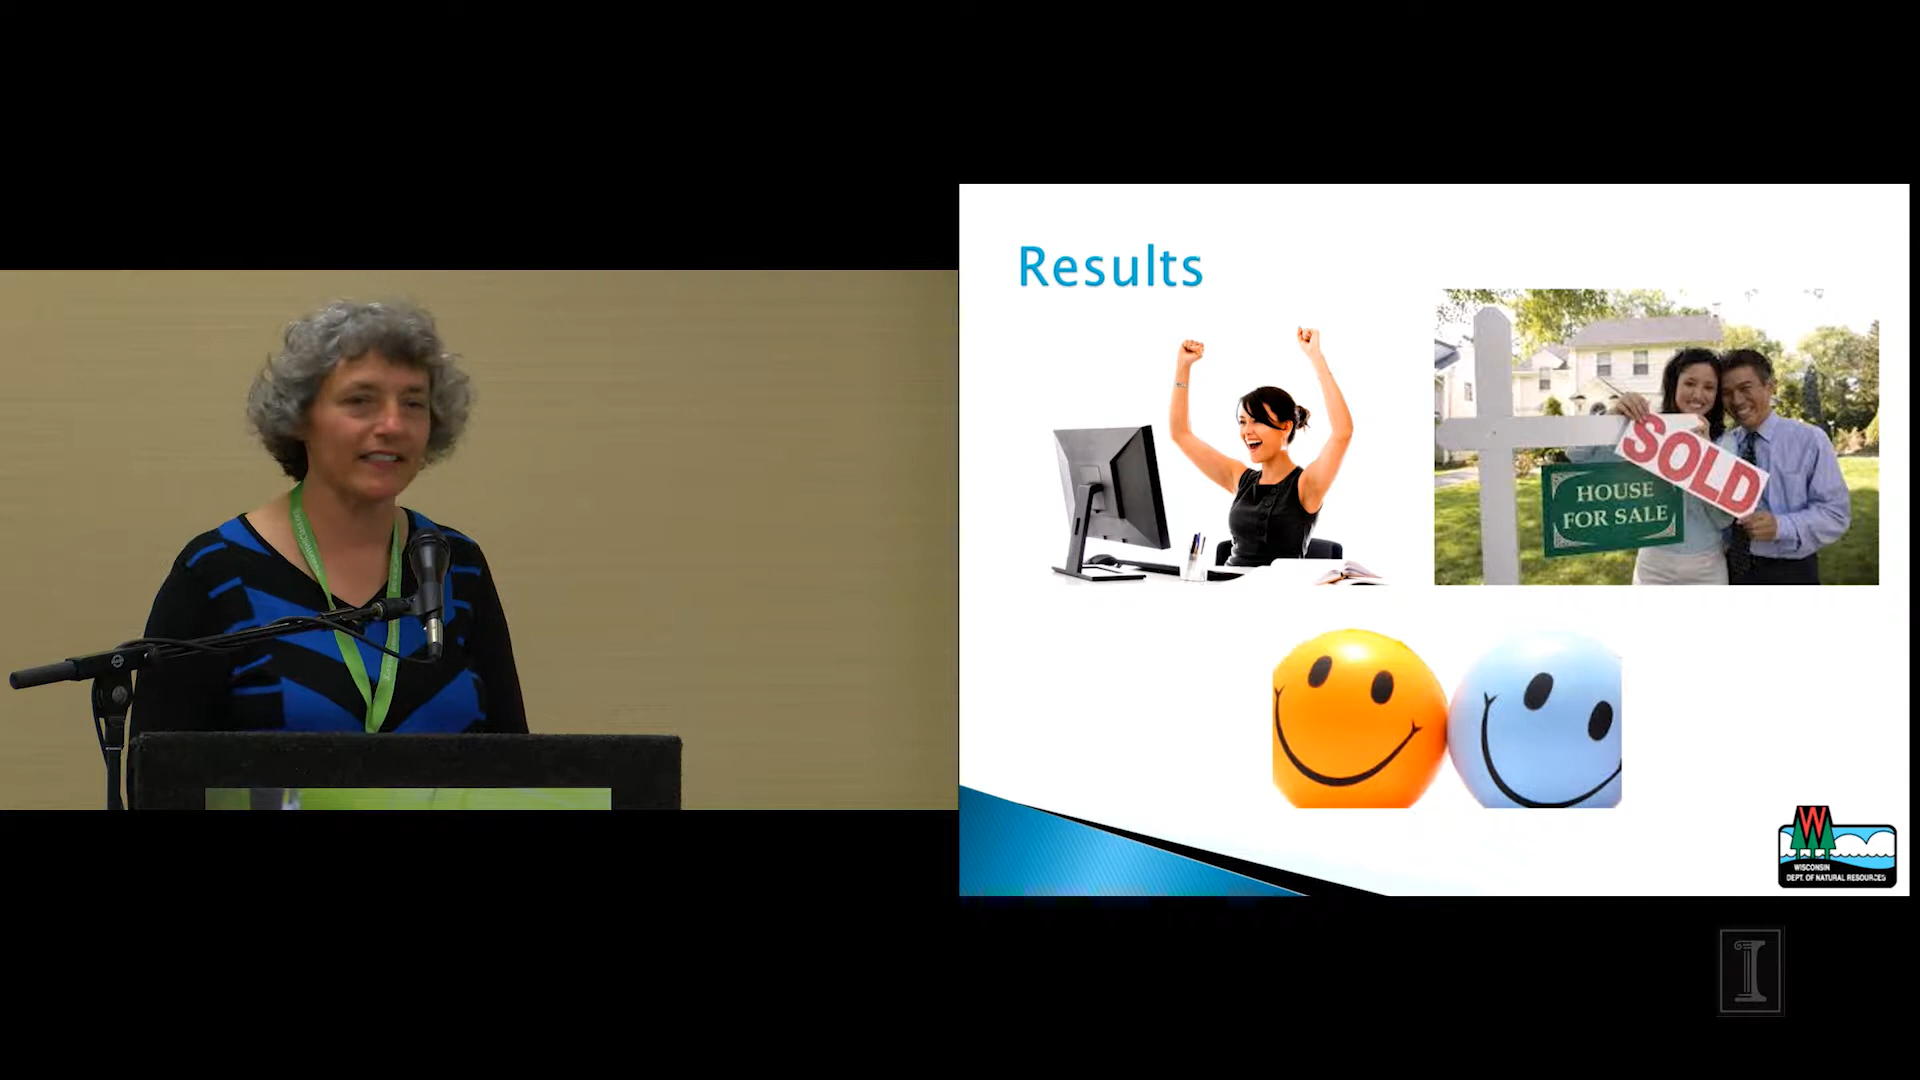 Results
SOLD
HOUSE
FOR SALE
W
WISCONSIN
DEPT. OF NATURAL RESOURCES
I